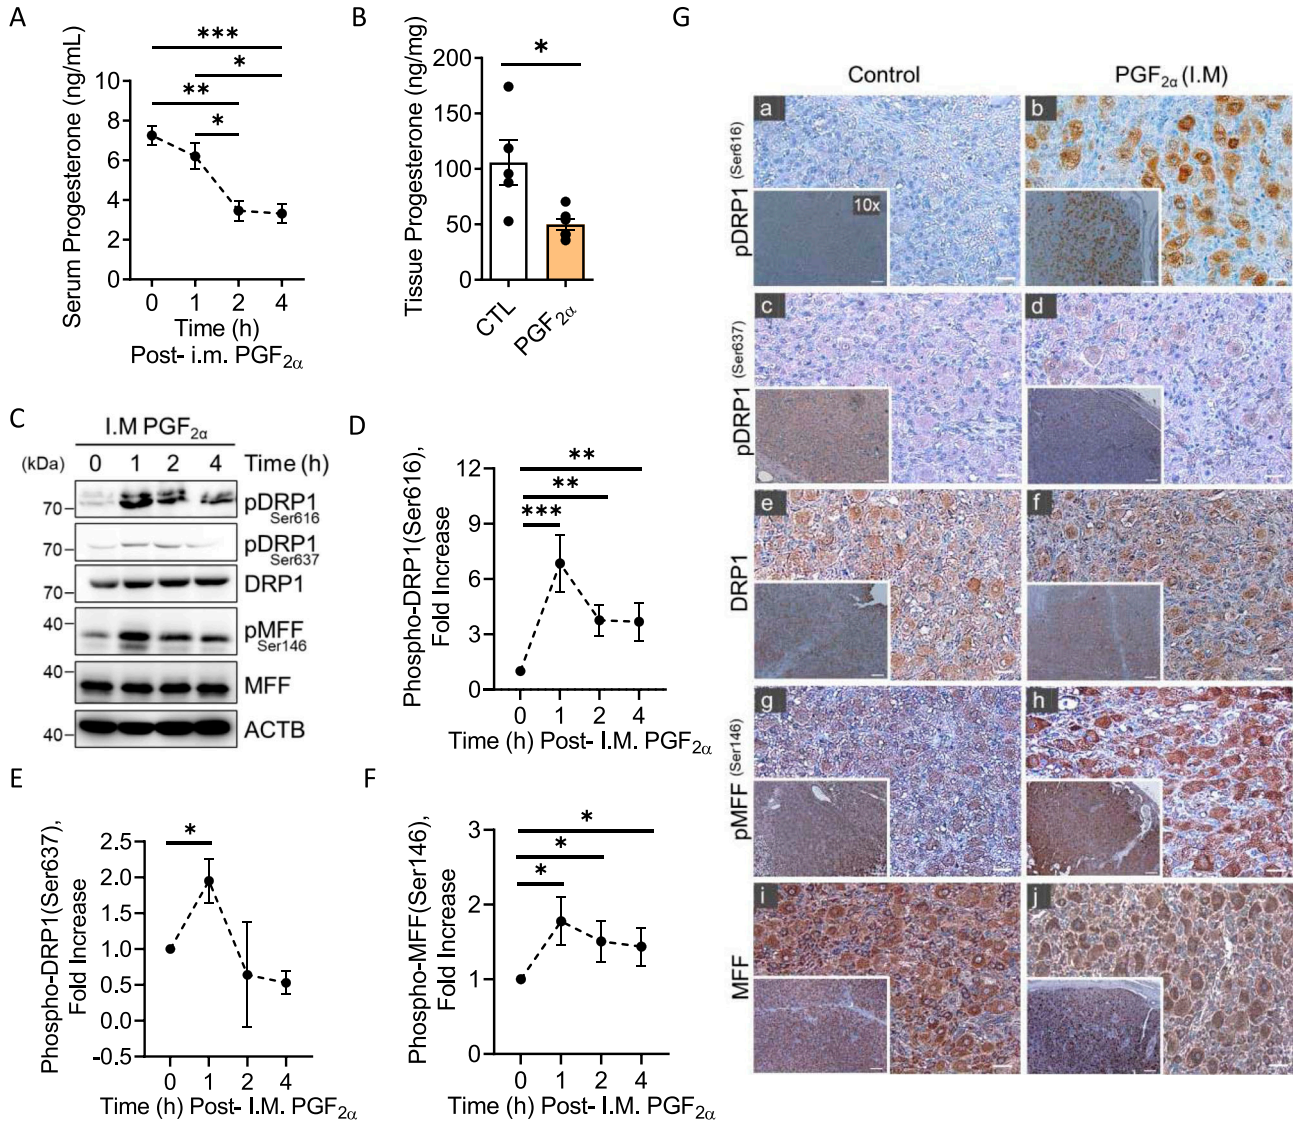 A
Serum Progesterone (ng/mL)
***
*
**
*
10
8
6
4
2
0
0 1 2 4
Time (h)
Post- i.m. PGF2α
B
Tissue Progesterone (ng/mg)
*
200
150
100
50
0
CTL
PGF2α
C
I.M PGF2α
(kDa) 0 1 2 4 Time (h)
70 pDRP1 Ser616
70 pDRP1 Ser637
70 DRP1
40 pMFF Ser146
40 MFF
40 ACTB
D
Phospho-DRP1(Ser616),
Fold Increase
**
**
***
12
9
6
3
0
0 1 2 4
Time (h) Post- I.M. PGF2α
E
Phospho-DRP1(Ser637),
Fold Increase
*
2.5
2.0
1.5
1.0
0.5
0.0
-0.5
0 1 2 4
Time (h) Post- I.M. PGF2α
F
Phospho-MFF(Ser146),
Fold Increase
*
*
*
3
2
1
0
0 1 2 4
Time (h) Post- I.M. PGF2α
G
Control PGF2α (I.M)
pDRP1 (Ser616)
a b
10x
pDRP1 (Ser637)
c d
DRP1
e f
pMFF (Ser146)
g h
MFF
i j